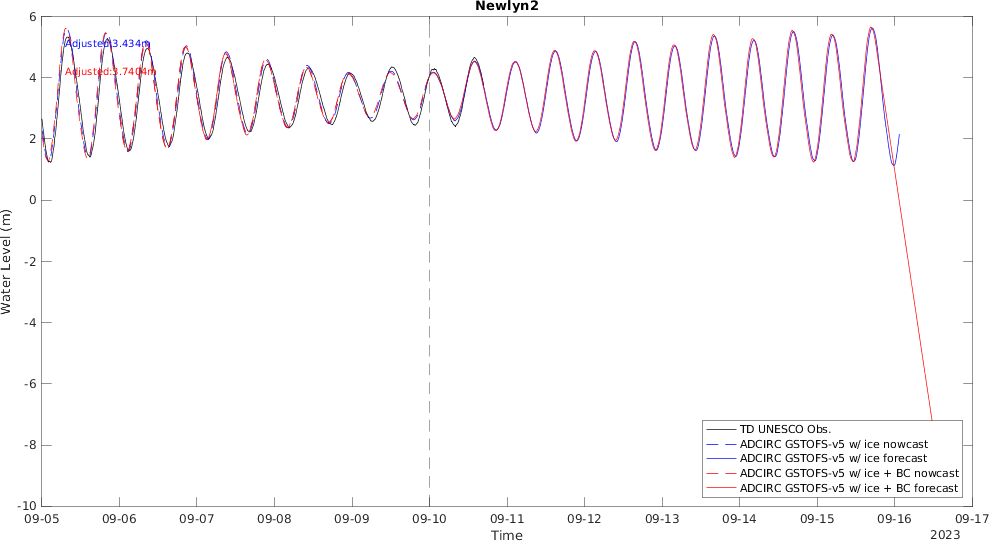 Newlyn2
Adjusted:3.434m
Adjusted:3.7404m
Water Level (m)
6
4
2
0
-2
-4
-6
-8
-10
TD UNESCO Obs.
ADCIRC GSTOFS-v5 w/ ice nowcast
ADCIRC GSTOFS-v5 w/ ice forecast
ADCIRC GSTOFS-v5 w/ ice + BC nowcast
ADCIRC GSTOFS-v5 w/ ice + BC forecast
09-05 09-06 09-07 09-08 09-09 09-10 09-11 09-12 09-13 09-14 09-15 09-16 09-17
Time
2023